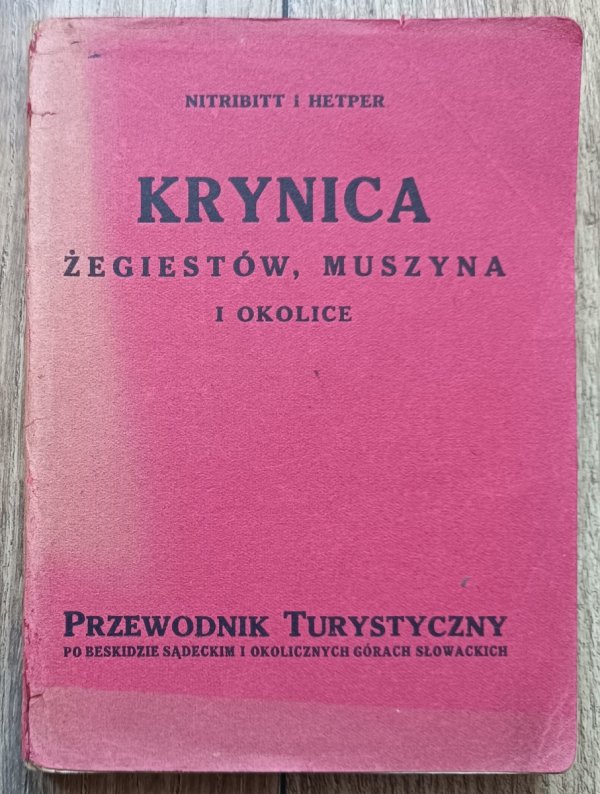 NITRIBITT i HETPER
KRYNICA
ŻEGIESTÓW, MUSZYNA
I OKOLICE
PRZEWODNIK TURYSTYCZNY
PO BESKIDZIE SĄDECKIM I OKOLICZNYCH GÓRACH SŁOWACKICH